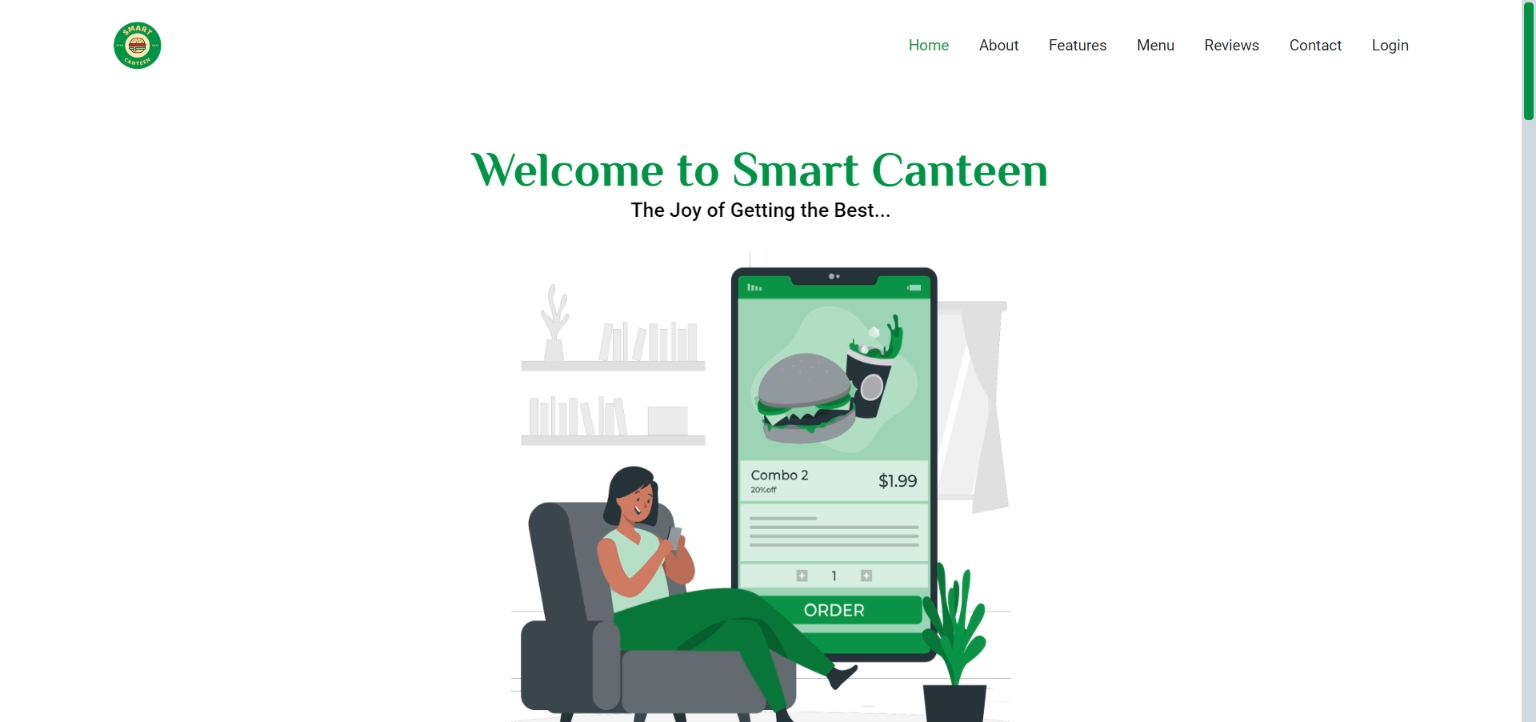 SMART
CANTEEN
Home About Features Menu Reviews Contact Login
Welcome to Smart Canteen
The Joy of Getting the Best...
Combo 2
$1.99
20%off
1
ORDER